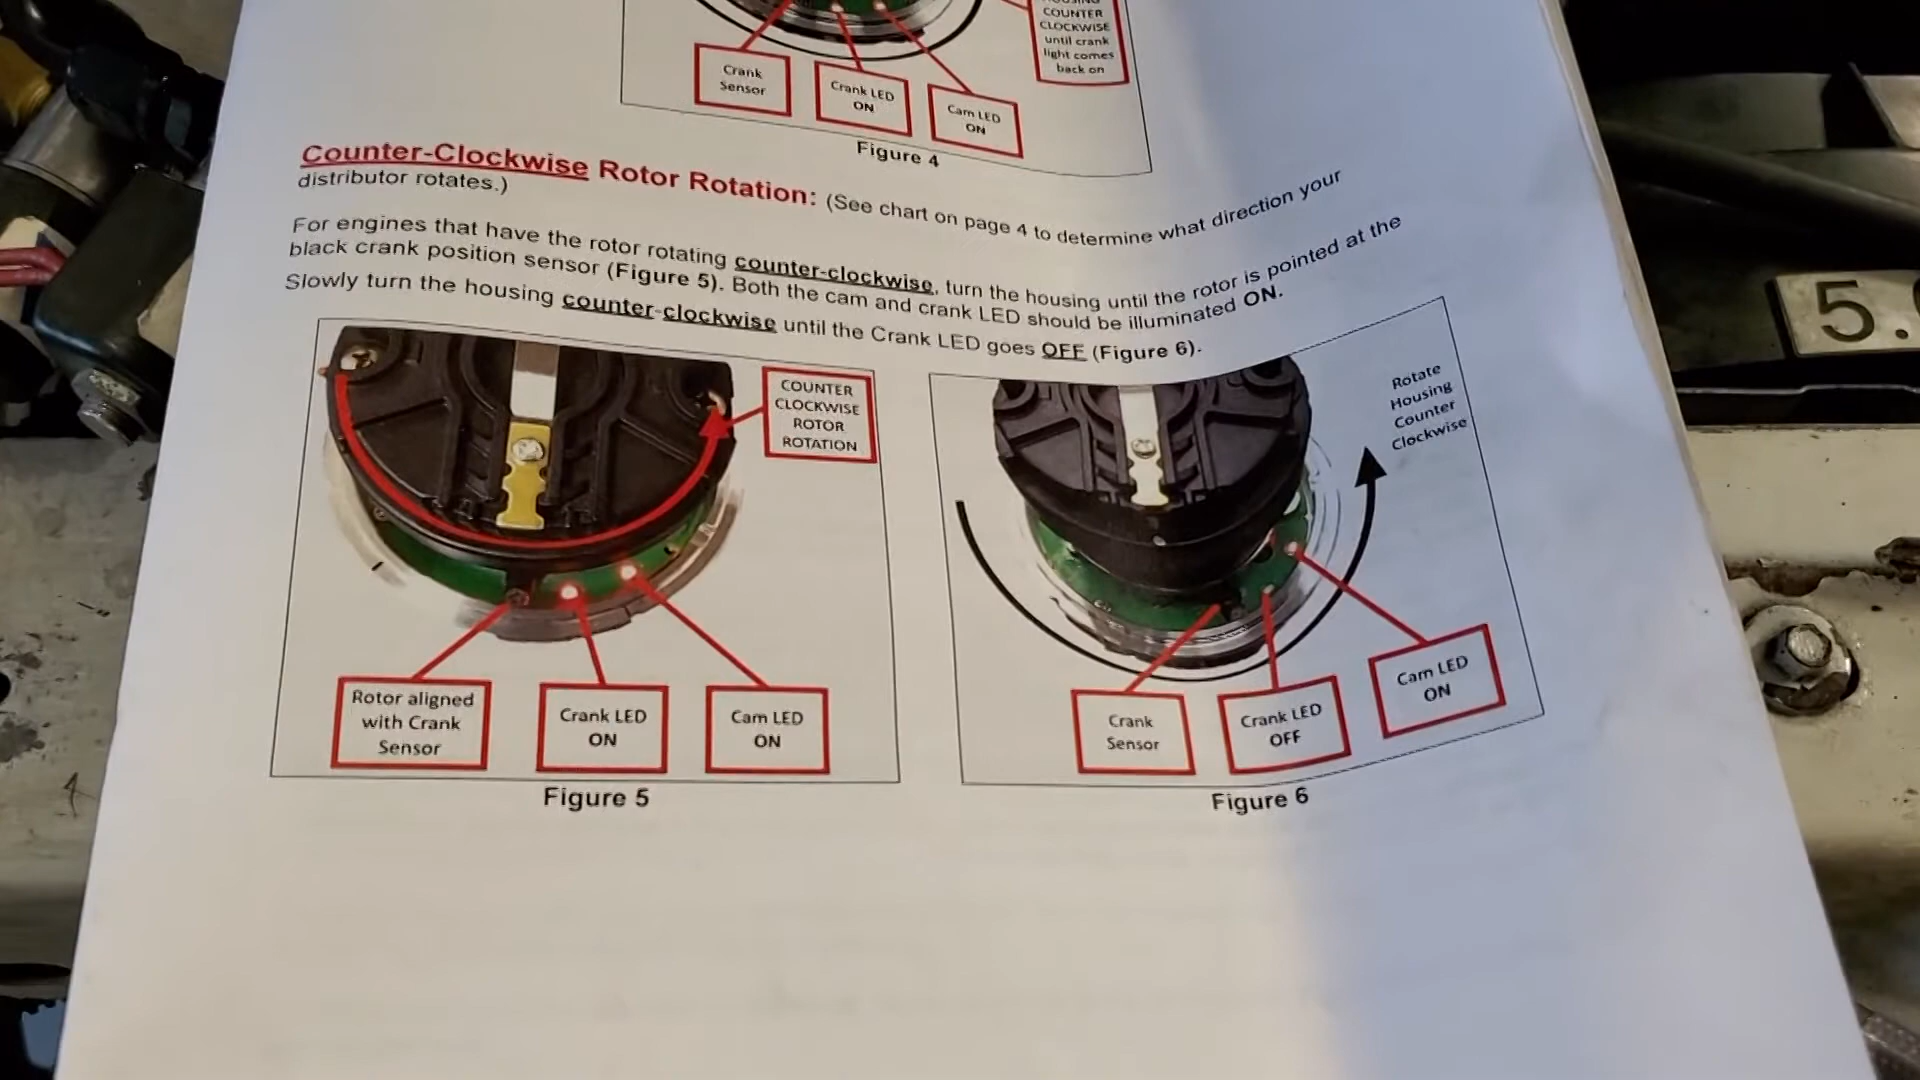 COUNTER
CLOCKWISE
until crank
light comes
back on
Crank
Sensor
Crank LED
ON
Cam LED
ON
Figure 4
Counter-Clockwise Rotor Rotation: (See chart on page 4 to determine what direction your
distributor rotates.)
For engines that have the rotor rotating counter-clockwise, turn the housing until the rotor is pointed at the
black crank position sensor (Figure 5). Both the cam and crank LED should be illuminated ON.
Slowly turn the housing counter-clockwise until the Crank LED goes OFF (Figure 6).
COUNTER
CLOCKWISE
ROTOR
ROTATION
Rotor aligned
with Crank
Sensor
Crank LED
ON
Cam LED
ON
Figure 5
Rotate
Housing
Counter
Clockwise
Crank
Sensor
Crank LED
OFF
Cam LED
ON
Figure 6
5.